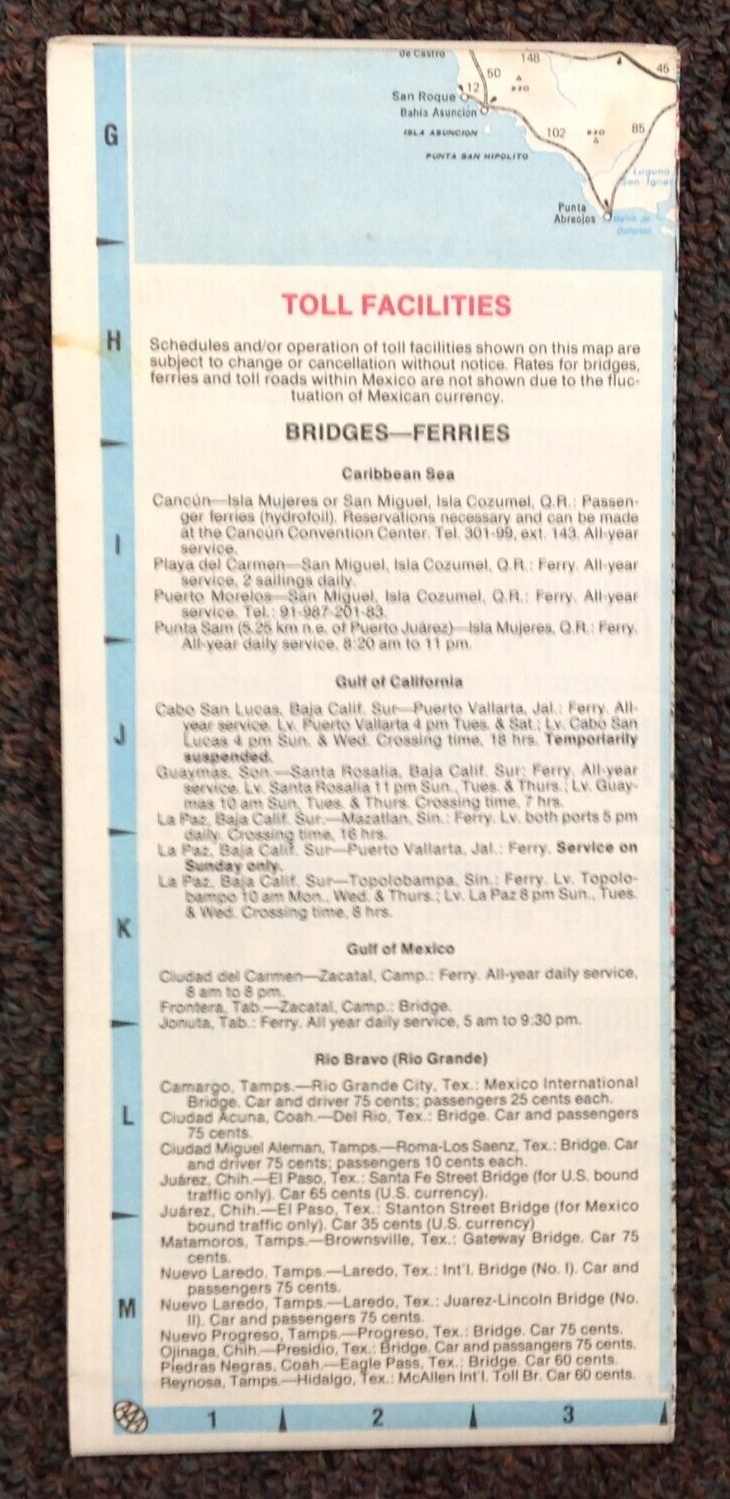 de Castro
148
50
45
12
San Roque
Bahia Asunción
ISLA ASUNCION
102
85
PUNTA SAN HIPOLITO
Laguna
San Ignac
Punta
Abreojos
Bahia de
Ballenas
G
H
I
J
K
L
M
TOLL FACILITIES
Schedules and/or operation of toll facilities shown on this map are
subject to change or cancellation without notice. Rates for bridges,
ferries and toll roads within Mexico are not shown due to the fluc-
tuation of Mexican currency.
BRIDGES—FERRIES
Caribbean Sea
Cancún—Isla Mujeres or San Miguel, Isla Cozumel, Q.R.: Passen-
ger ferries (hydrofoil). Reservations necessary and can be made
at the Cancún Convention Center. Tel. 301-99, ext. 143. All-year
service.
Playa del Carmen—San Miguel, Isla Cozumel, Q.R.: Ferry. All-year
service, 2 sailings daily.
Puerto Morelos—San Miguel, Isla Cozumel, Q.R.: Ferry. All-year
service. Tel.: 91-987-201-83.
Punta Sam (5.25 km n.e. of Puerto Juárez)—Isla Mujeres, Q.R.: Ferry.
All-year daily service, 8:20 am to 11 pm.
Gulf of California
Cabo San Lucas, Baja Calif. Sur—Puerto Vallarta, Jal.: Ferry. All-
year service. Lv. Puerto Vallarta 4 pm Tues. & Sat.; Lv. Cabo San
Lucas 4 pm Sun. & Wed. Crossing time, 18 hrs. Temporarily
suspended.
Guaymas, Son.—Santa Rosalia, Baja Calif. Sur: Ferry. All-year
service. Lv. Santa Rosalia 11 pm Sun., Tues. & Thurs.; Lv. Guay-
mas 10 am Sun, Tues. & Thurs. Crossing time, 7 hrs.
La Paz, Baja Calif. Sur.—Mazatlan, Sin.: Ferry. Lv. both ports 5 pm
daily. Crossing time, 16 hrs.
La Paz, Baja Calif. Sur—Puerto Vallarta, Jal.: Ferry. Service on
Sunday only.
La Paz, Baja Calif. Sur—Topolobampa, Sin.: Ferry. Lv. Topolo-
bampo 10 am Mon., Wed. & Thurs.; Lv. La Paz 8 pm Sun., Tues.
& Wed. Crossing time, 8 hrs.
Gulf of Mexico
Ciudad del Carmen—Zacatal, Camp.: Ferry. All-year daily service,
8 am to 8 pm.
Frontera, Tab.—Zacatal, Camp.: Bridge.
Jonuta, Tab.: Ferry. All year daily service, 5 am to 9:30 pm.
Rio Bravo (Rio Grande)
Camargo, Tamps.—Rio Grande City, Tex.: Mexico International
Bridge. Car and driver 75 cents; passengers 25 cents each.
Ciudad Acuna, Coah.—Del Rio, Tex.: Bridge. Car and passengers
75 cents.
Ciudad Miguel Aleman, Tamps.—Roma-Los Saenz, Tex.: Bridge. Car
and driver 75 cents; passengers 10 cents each.
Juárez, Chih.—El Paso, Tex.: Santa Fe Street Bridge (for U.S. bound
traffic only). Car 65 cents (U.S. currency).
Juárez, Chih.—El Paso, Tex.: Stanton Street Bridge (for Mexico
bound traffic only). Car 35 cents (U.S. currency)
Matamoros, Tamps.—Brownsville, Tex.: Gateway Bridge. Car 75
cents.
Nuevo Laredo, Tamps.—Laredo, Tex.: Int'l. Bridge (No. I). Car and
passengers 75 cents.
Nuevo Laredo, Tamps.—Laredo, Tex.: Juarez-Lincoln Bridge (No.
II). Car and passengers 75 cents.
Nuevo Progreso, Tamps.—Progreso, Tex.: Bridge. Car 75 cents.
Ojinaga, Chih.—Presidio, Tex.: Bridge. Car and passangers 75 cents.
Piedras Negras, Coah.—Eagle Pass, Tex.: Bridge. Car 60 cents.
Reynosa, Tamps.—Hidalgo, Tex.: McAllen Int'l. Toll Br. Car 60 cents.
AAA
1
2
3